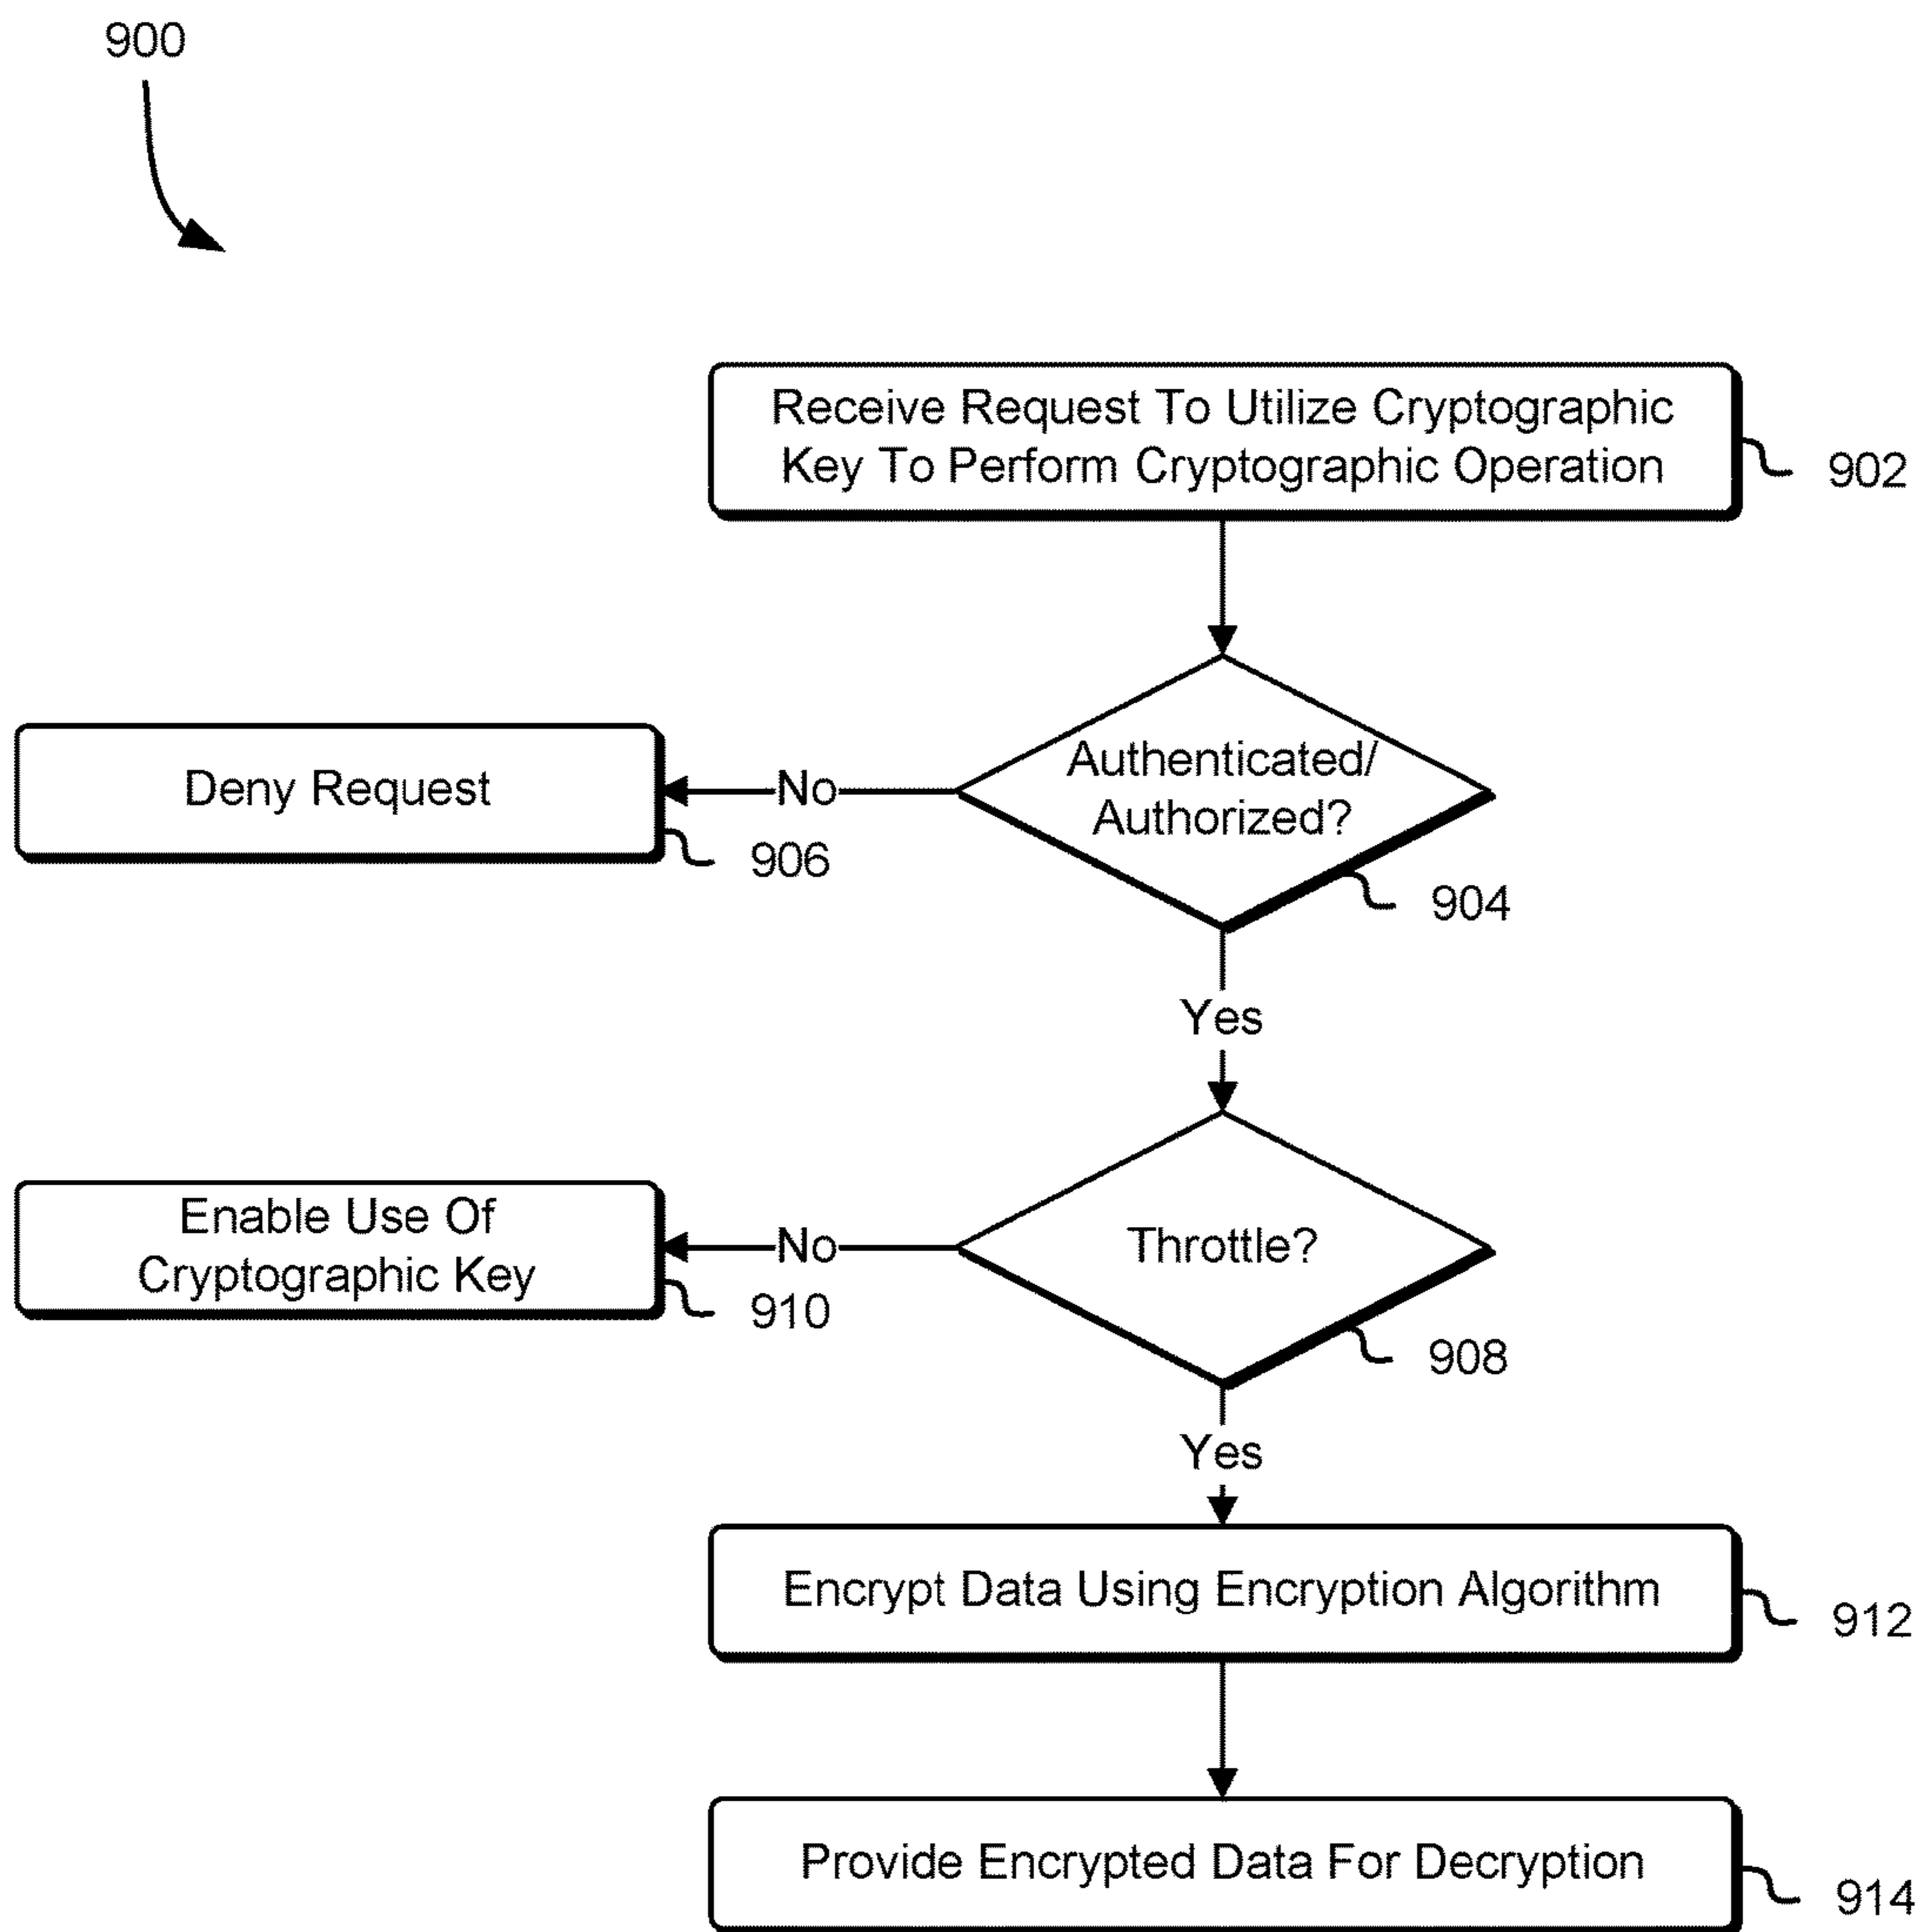 900
Receive Request To Utilize Cryptographic
Key To Perform Cryptographic Operation
902
Authenticated/
Authorized?
904
No
Deny Request
906
Yes
Throttle?
908
No
Enable Use Of
Cryptographic Key
910
Yes
Encrypt Data Using Encryption Algorithm
912
Provide Encrypted Data For Decryption
914